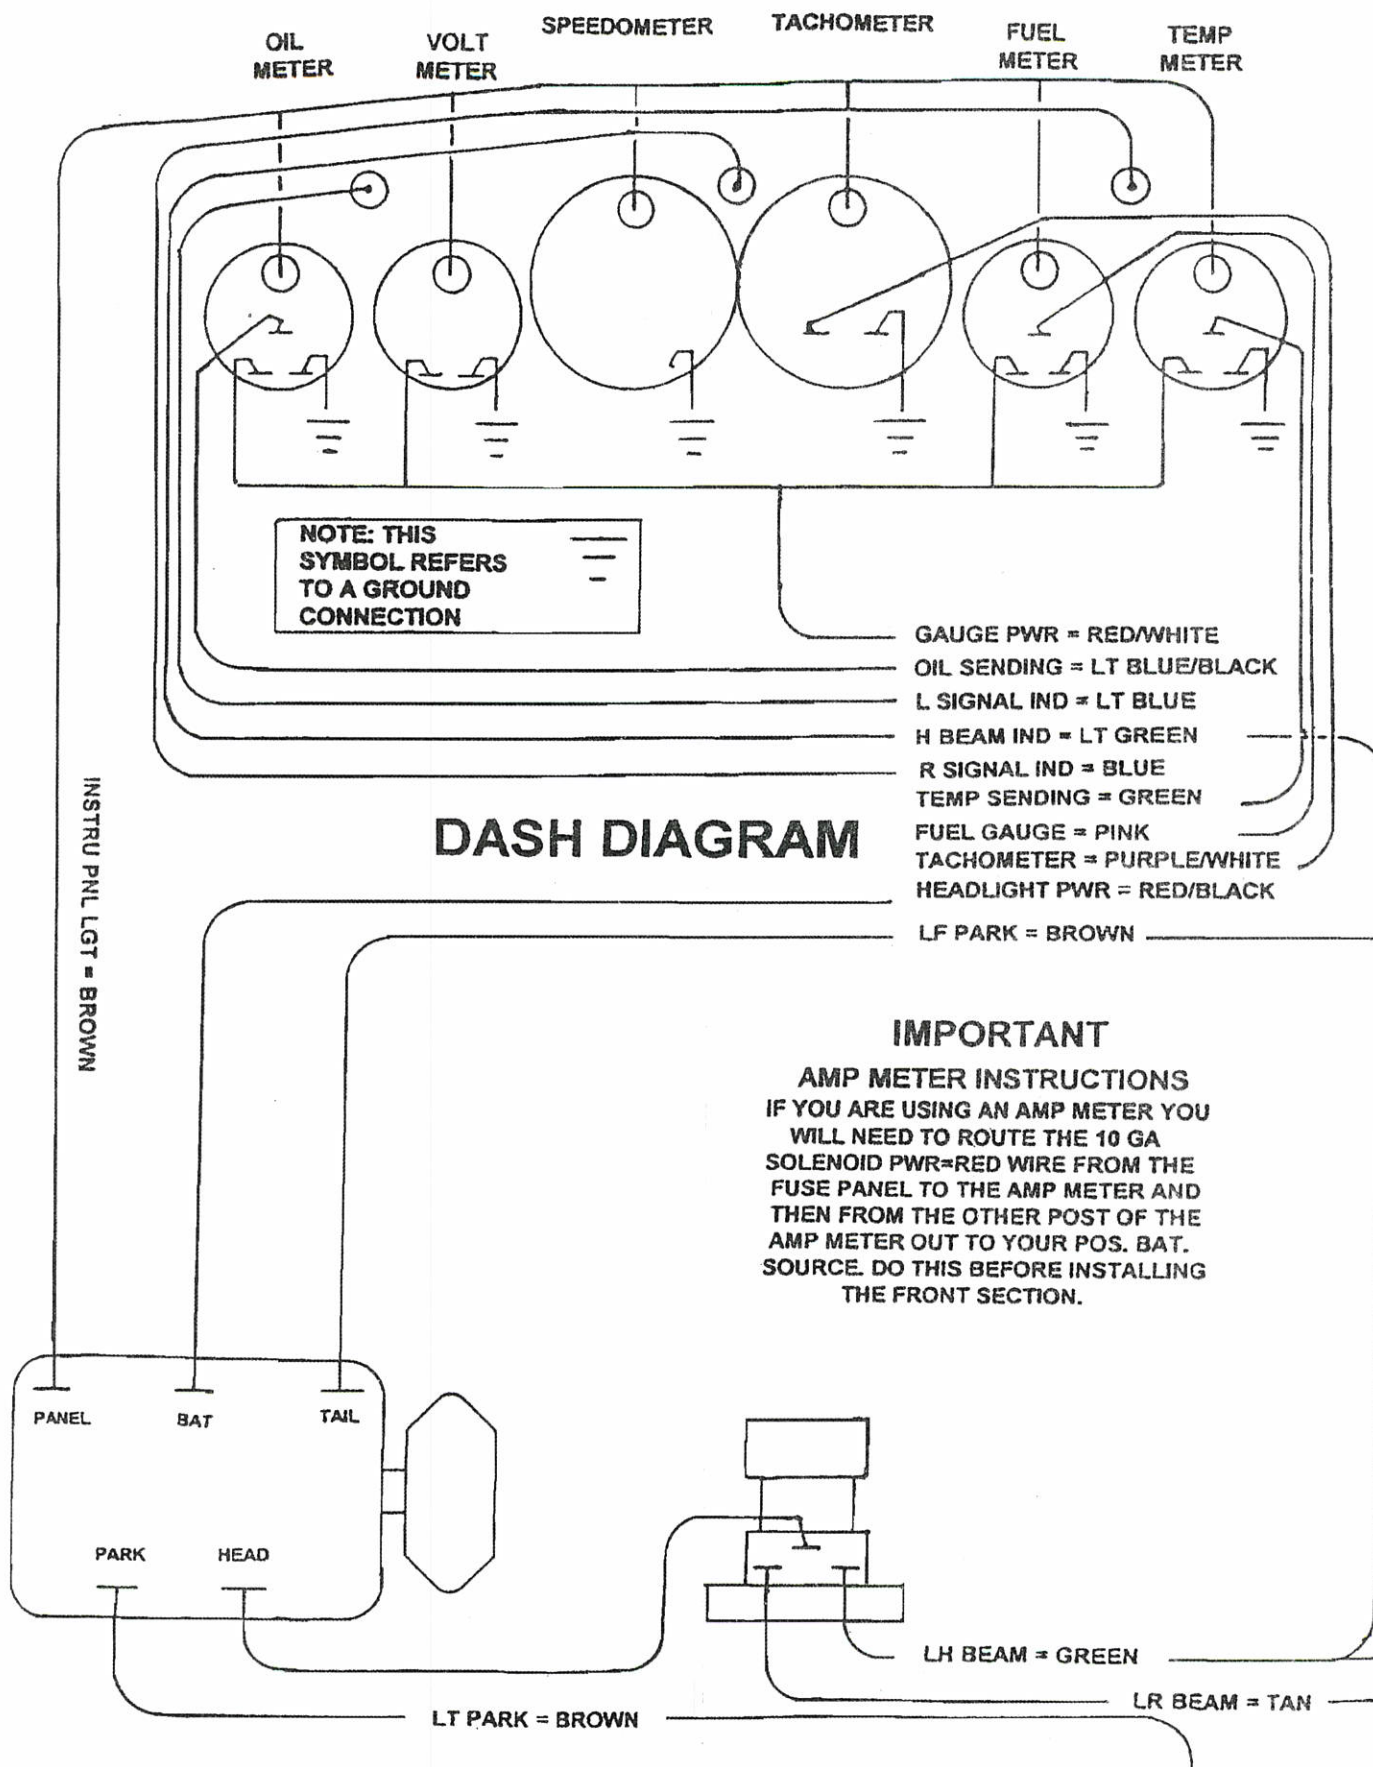 OIL
METER
VOLT
METER
SPEEDOMETER
TACHOMETER
FUEL
METER
TEMP
METER
NOTE: THIS
SYMBOL REFERS
TO A GROUND
CONNECTION
GAUGE PWR = RED/WHITE
OIL SENDING = LT BLUE/BLACK
L SIGNAL IND = LT BLUE
H BEAM IND = LT GREEN
R SIGNAL IND = BLUE
TEMP SENDING = GREEN
FUEL GAUGE = PINK
TACHOMETER = PURPLE/WHITE
HEADLIGHT PWR = RED/BLACK
LF PARK = BROWN
DASH DIAGRAM
INSTRU PNL LGT = BROWN
IMPORTANT
AMP METER INSTRUCTIONS
IF YOU ARE USING AN AMP METER YOU
WILL NEED TO ROUTE THE 10 GA
SOLENOID PWR=RED WIRE FROM THE
FUSE PANEL TO THE AMP METER AND
THEN FROM THE OTHER POST OF THE
AMP METER OUT TO YOUR POS. BAT.
SOURCE. DO THIS BEFORE INSTALLING
THE FRONT SECTION.
PANEL
BAT
TAIL
PARK
HEAD
LH BEAM = GREEN
LR BEAM = TAN
LT PARK = BROWN